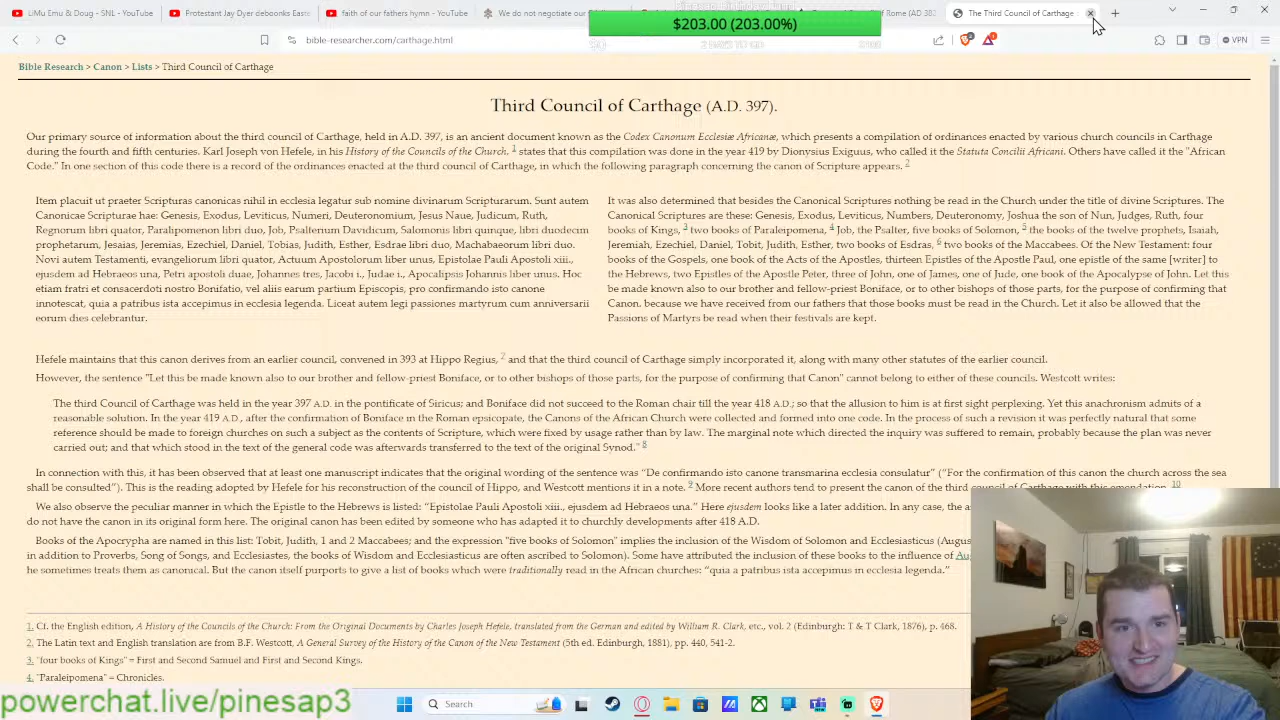 LiMu Emu & Do
Protestant Jay Dyer debunks East
faith of our fathers hymn - YouTube
We do not negotiate our
of Rome (AD 382
The Third Council of Carthage
$203.00 (203.00%)
bible-researcher.com/carthage.html
VPN
Bible Research > Canon > Lists > Third Council of Carthage
Third Council of Carthage (A.D. 397).
Our primary source of information about the third council of Carthage, held in A.D. 397, is an ancient document known as the Codex Canonum Ecclesiæ Africanæ, which presents a compilation of ordinances enacted by various church councils in Carthage
during the fourth and fifth centuries. Karl Joseph von Hefele, in his History of the Councils of the Church. 1 states that this compilation was done in the year 419 by Dionysius Exiguus, who called it the Statuta Concilii Africani. Others have called it the "African
Code." In one section of this code there is a record of the ordinances enacted at the third council of Carthage, in which the following paragraph concerning the canon of Scripture appears. 2
Item placuit ut praeter Scripturas canonicas nihil in ecclesia legatur sub nomine divinarum Scripturarum. Sunt autem
Canonicae Scripturae hae: Genesis, Exodus, Leviticus, Numeri, Deuteronomium, Jesus Naue, Judicum, Ruth,
Regnorum libri quator, Paralipomenon libri duo, Job, Psalterium Davidicum, Salomonis libri quinque, libri duodecim
prophetarum, Jesaias, Jeremias, Ezechiel, Daniel, Tobias, Judith, Esther, Esdrae libri duo, Machabaeorum libri duo.
Novi autem Testamenti, evangeliorum libri quator, Actuum Apostolorum liber unus, Epistolae Pauli Apostoli xiii.,
ejusdem ad Hebraeos una, Petri apostoli duae, Johannes tres, Jacobi i., Judae i., Apocalipsis Johannis liber unus. Hoc
etiam fratri et consacerdoti nostro Bonifatio, vel aliis earum partium Episcopis, pro confirmando isto canone
innotescat, quia a patribus ista accepimus in ecclesia legenda. Liceat autem legi passiones martyrum cum anniversarii
eorum dies celebrantur.
It was also determined that besides the Canonical Scriptures nothing be read in the Church under the title of divine Scriptures. The
Canonical Scriptures are these: Genesis, Exodus, Leviticus, Numbers, Deuteronomy, Joshua the son of Nun, Judges, Ruth, four
books of Kings, 3 two books of Paraleipomena, 4 Job, the Psalter, five books of Solomon, 5 the books of the twelve prophets, Isaiah,
Jeremiah, Ezechiel, Daniel, Tobit, Judith, Esther, two books of Esdras, 6 two books of the Maccabees. Of the New Testament: four
books of the Gospels, one book of the Acts of the Apostles, thirteen Epistles of the Apostle Paul, one epistle of the same [writer] to
the Hebrews, two Epistles of the Apostle Peter, three of John, one of James, one of Jude, one book of the Apocalypse of John. Let this
be made known also to our brother and fellow-priest Boniface, or to other bishops of those parts, for the purpose of confirming that
Canon. because we have received from our fathers that those books must be read in the Church. Let it also be allowed that the
Passions of Martyrs be read when their festivals are kept.
Hefele maintains that this canon derives from an earlier council, convened in 393 at Hippo Regius, 7 and that the third council of Carthage simply incorporated it, along with many other statutes of the earlier council.
However, the sentence "Let this be made known also to our brother and fellow-priest Boniface, or to other bishops of those parts, for the purpose of confirming that Canon" cannot belong to either of these councils. Westcott writes:
The third Council of Carthage was held in the year 397 A.D. in the pontificate of Siricus; and Boniface did not succeed to the Roman chair till the year 418 A.D.; so that the allusion to him is at first sight perplexing. Yet this anachronism admits of a
reasonable solution. In the year 419 A.D., after the confirmation of Boniface in the Roman epsicopate, the Canons of the African Church were collected and formed into one code. In the process of such a revision it was perfectly natural that some
reference should be made to foreign churches on such a subject as the contents of Scripture, which were fixed by usage rather than by law. The marginal note which directed the inquiry was suffered to remain, probably because the plan was never
carried out; and that which stood in the text of the general code was afterwards transferred to the text of the original Synod." 8
In connection with this, it has been observed that at least one manuscript indicates that the original wording of the sentence was “De confirmando isto canone transmarina ecclesia consulatur” (“For the confirmation of this canon the church across the sea
shall be consulted”). This is the reading adopted by Hefele for his reconstruction of the council of Hippo, and Westcott mentions it in a note. 9 More recent authors tend to present the canon of the third council of Carthage with this emendation. 10
We also observe the peculiar manner in which the Epistle to the Hebrews is listed: “Epistolae Pauli Apostoli xiii., ejusdem ad Hebraeos una.” Here ejusdem looks like a later addition. In any case, the
do not have the canon in its original form here. The original canon has been edited by someone who has adapted it to churchly developments after 418 A.D.
Books of the Apocrypha are named in this list: Tobit, Judith, 1 and 2 Maccabees; and the expression “five books of Solomon” implies the inclusion of the Wisdom of Solomon and Ecclesiasticus (Augus
in addition to Proverbs, Song of Songs, and Ecclesiastes, the books of Wisdom and Ecclesiasticus are often ascribed to Solomon). Some have attributed the inclusion of these books to the influence of Aug
he sometimes treats them as canonical. But the canon itself purports to give a list of books which were traditionally read in the African churches: “quia a patribus ista accepimus in ecclesia legenda.”
1. Cf. the English edition, A History of the Councils of the Church: From the Original Documents by Charles Joseph Hefele, translated from the German and edited by William R. Clark, etc., vol. 2 (Edinburgh: T & T Clark, 1876), p. 468.
2. The Latin text and English translation are from B.F. Westcott, A General Survey of the History of the Canon of the New Testament (5th ed. Edinburgh, 1881), pp. 440, 541-2.
3. "four books of Kings" = First and Second Samuel and First and Second Kings.
4. "Paraleipomena" = Chronicles.
powerchat.live/pinesap3
Search